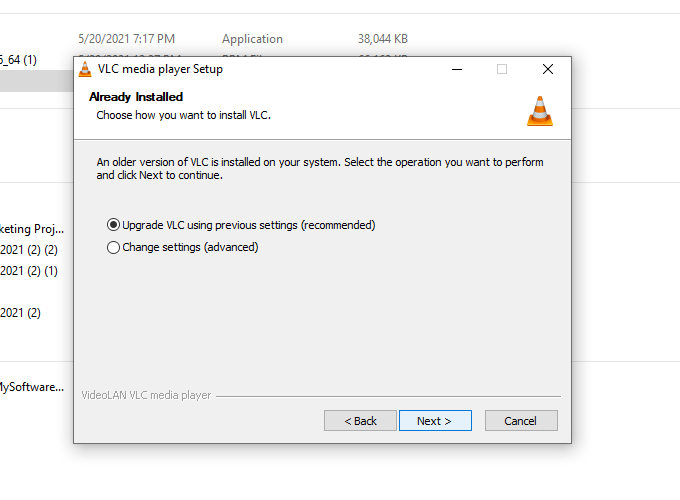 5/20/2021 7:17 PM Application 38,044 KB
_64 (1)
VLC media player Setup
Already Installed
Choose how you want to install VLC.
An older version of VLC is installed on your system. Select the operation you want to perform
and click Next to continue.
Upgrade VLC using previous settings (recommended)
Change settings (advanced)
keting Proj...
2021 (2) (2)
2021 (2) (1)
2021 (2)
MySoftware...
VideoLAN VLC media player
< Back Next > Cancel